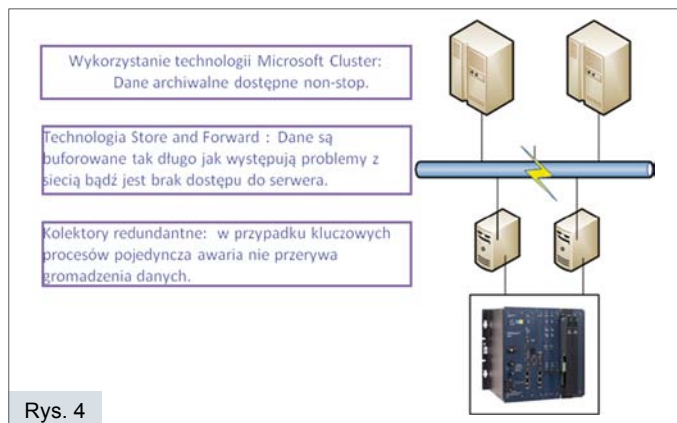 Wykorzystanie technologii Microsoft Cluster:
Dane archiwalne dostępne non-stop.
Technologia Store and Forward : Dane są
buforowane tak długo jak występują problemy z
siecią bądź jest brak dostępu do serwera.
Kolektory redundantne: w przypadku kluczowych
procesów pojedyncza awaria nie przerywa
gromadzenia danych.
Rys. 4